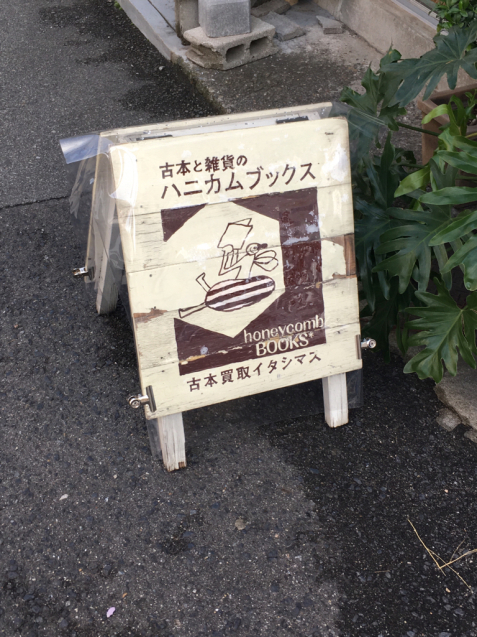 古本と雑貨の
ハニカムブックス
honeycomb
BOOKS*
古本買取イタシマス